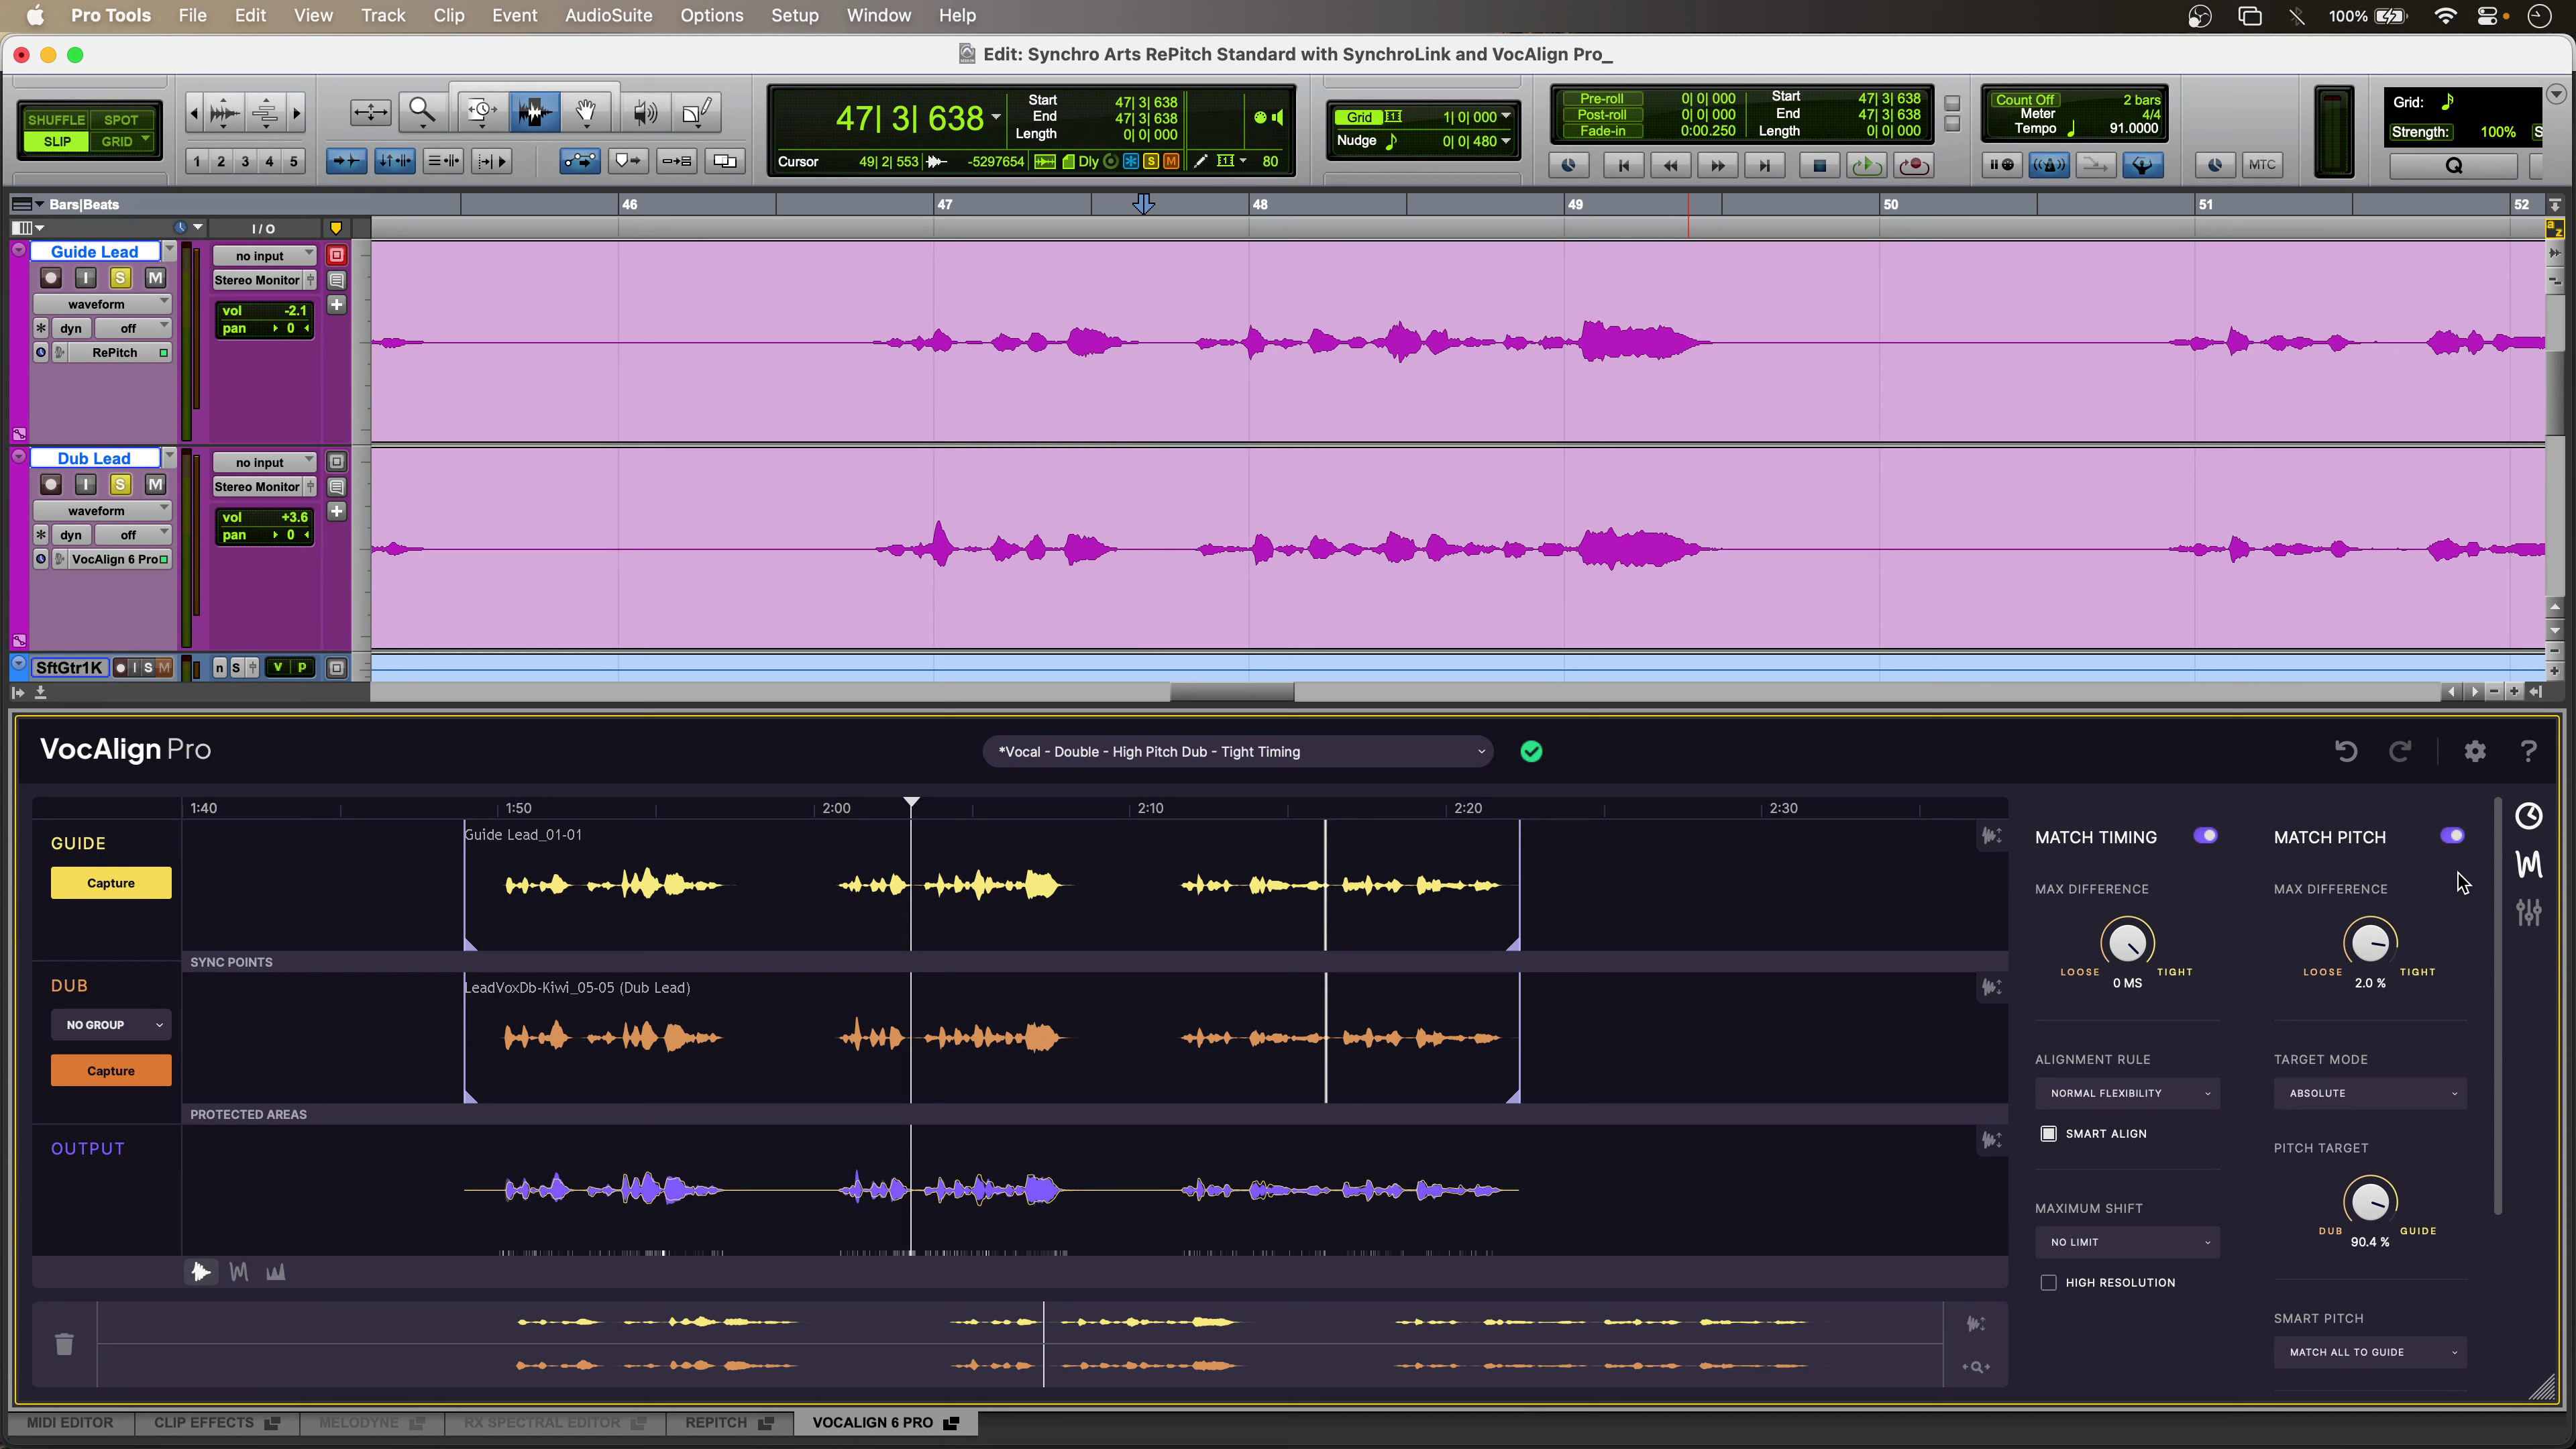 Pro Tools File Edit View Track Clip Event AudioSuite Options Setup Window Help 100%
Edit: Synchro Arts RePitch Standard with SynchroLink and VocAlign Pro_
SHUFFLE SPOT
SLIP GRID
1 2 3 4 5
47| 3| 638
Start 47| 3| 638
End 47| 3| 638
Length 0| 0| 000
Cursor 49| 2| 553 -5297654 Dly S M 80
Grid 1| 0| 000
Nudge 0| 0| 480
Pre-roll 0| 0| 000 Start 47| 3| 638
Post-roll 0| 0| 000 End 47| 3| 638
Fade-in 0:00.250 Length 0| 0| 000
Count Off 2 bars
Meter 4/4
Tempo 91.0000
MTC
Grid:
Strength: 100% S
Q
Bars|Beats 46 47 48 49 50 51 52
I / O
a z
Guide Lead no input
I S M Stereo Monitor
waveform vol -2.1
dyn off pan 0
RePitch
Dub Lead no input
I S M Stereo Monitor
waveform vol +3.6
dyn off pan 0
VocAlign 6 Pro
SftGtr1K I S M n S V P
VocAlign Pro
*Vocal - Double - High Pitch Dub - Tight Timing
?
1:40 1:50 2:00 2:10 2:20 2:30
GUIDE
Capture
Guide Lead_01-01
SYNC POINTS
DUB
NO GROUP
Capture
LeadVoxDb-Kiwi_05-05 (Dub Lead)
PROTECTED AREAS
OUTPUT
MATCH TIMING
MAX DIFFERENCE
LOOSE TIGHT
0 MS
ALIGNMENT RULE
NORMAL FLEXIBILITY
SMART ALIGN
MAXIMUM SHIFT
NO LIMIT
HIGH RESOLUTION
MATCH PITCH
MAX DIFFERENCE
LOOSE TIGHT
2.0 %
TARGET MODE
ABSOLUTE
PITCH TARGET
DUB GUIDE
90.4 %
SMART PITCH
MATCH ALL TO GUIDE
MIDI EDITOR CLIP EFFECTS MELODYNE RX SPECTRAL EDITOR REPITCH VOCALIGN 6 PRO